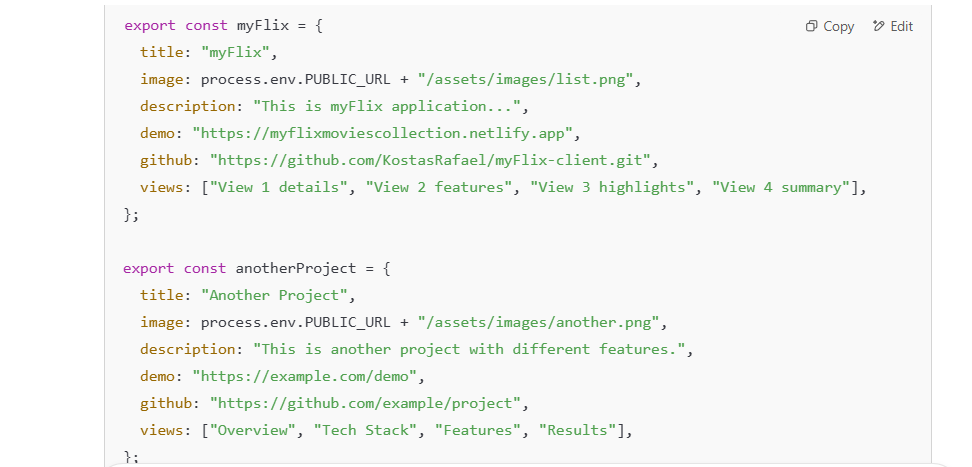 export const myFlix = {
Copy
Edit
title: "myFlix",
image: process.env.PUBLIC_URL + "/assets/images/list.png",
description: "This is myFlix application...",
demo: "https://myflixmoviescollection.netlify.app",
github: "https://github.com/KostasRafael/myFlix-client.git",
views: ["View 1 details", "View 2 features", "View 3 highlights", "View 4 summary"],
};
export const anotherProject = {
title: "Another Project",
image: process.env.PUBLIC_URL + "/assets/images/another.png",
description: "This is another project with different features.",
demo: "https://example.com/demo",
github: "https://github.com/example/project",
views: ["Overview", "Tech Stack", "Features", "Results"],
};